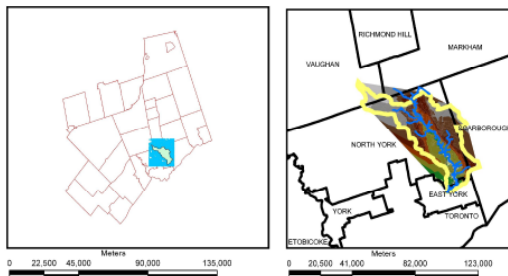 RICHMOND HILL
MARKHAM
VAUGHAN
SCARBOROUGH
NORTH YORK
EAST YORK
YORK
TORONTO
ETOBICOKE
Meters
0 22,500 45,000 90,000 135,000
Meters
0 20,500 41,000 82,000 123,000